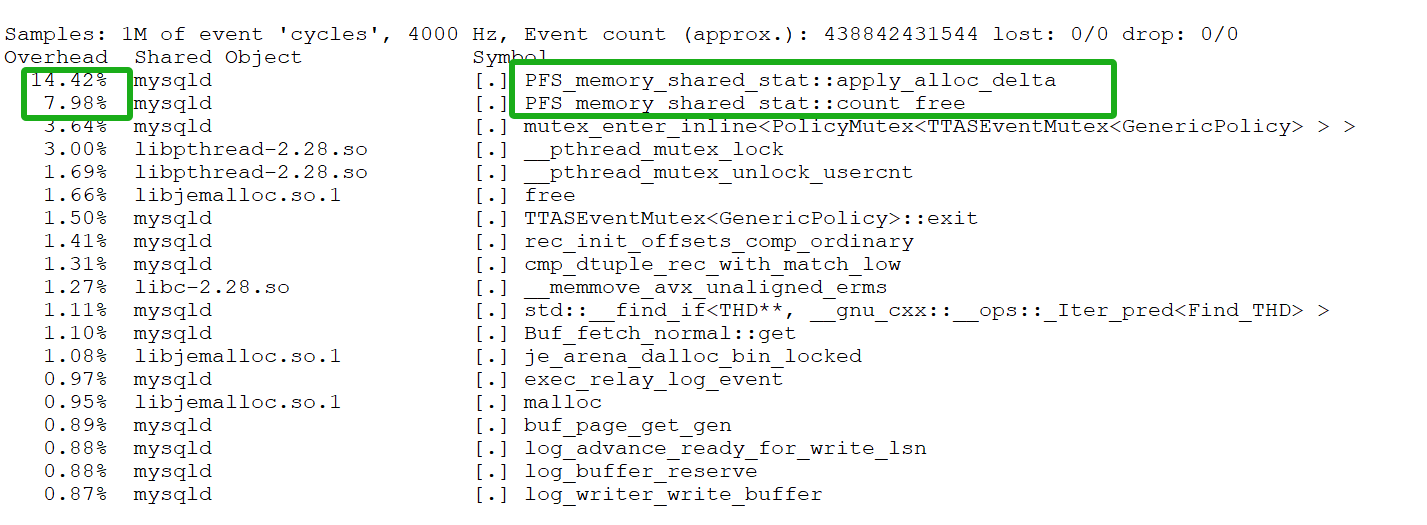 Samples: 1M of event 'cycles', 4000 Hz, Event count (approx.): 438842431544 lost: 0/0 drop: 0/0
Overhead  Shared Object            Symbol
14.42%  mysqld                   [.] PFS_memory_shared_stat::apply_alloc_delta
7.98%  mysqld                   [.] PFS_memory_shared_stat::count_free
3.64%  mysqld                   [.] mutex_enter_inline<PolicyMutex<TTASEventMutex<GenericPolicy> > >
3.00%  libpthread-2.28.so       [.] __pthread_mutex_lock
1.69%  libpthread-2.28.so       [.] __pthread_mutex_unlock_usercnt
1.66%  libjemalloc.so.1         [.] free
1.50%  mysqld                   [.] TTASEventMutex<GenericPolicy>::exit
1.41%  mysqld                   [.] rec_init_offsets_comp_ordinary
1.31%  mysqld                   [.] cmp_dtuple_rec_with_match_low
1.27%  libc-2.28.so             [.] __memmove_avx_unaligned_erms
1.11%  mysqld                   [.] std::__find_if<THD**, __gnu_cxx::__ops::_Iter_pred<Find_THD> >
1.10%  mysqld                   [.] Buf_fetch_normal::get
1.08%  libjemalloc.so.1         [.] je_arena_dalloc_bin_locked
0.97%  mysqld                   [.] exec_relay_log_event
0.95%  libjemalloc.so.1         [.] malloc
0.89%  mysqld                   [.] buf_page_get_gen
0.88%  mysqld                   [.] log_advance_ready_for_write_lsn
0.88%  mysqld                   [.] log_buffer_reserve
0.87%  mysqld                   [.] log_writer_write_buffer